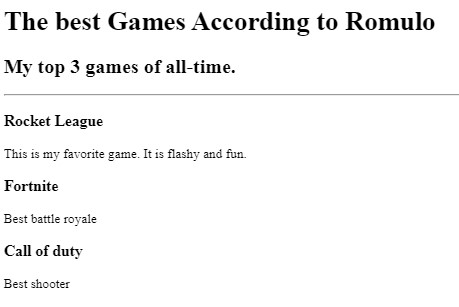 The best Games According to Romulo
My top 3 games of all-time.
Rocket League
This is my favorite game. It is flashy and fun.
Fortnite
Best battle royale
Call of duty
Best shooter